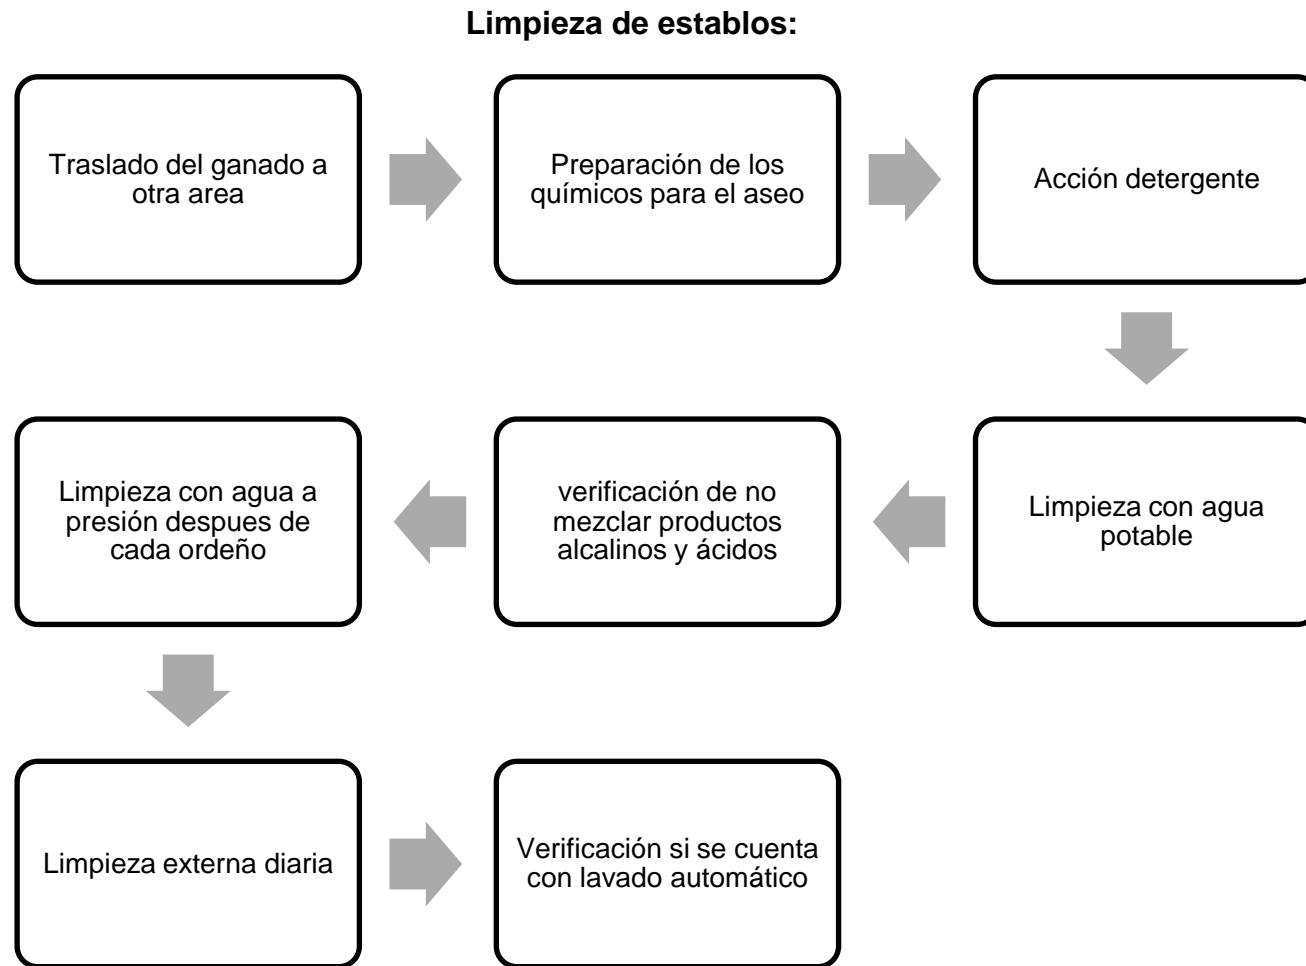 Limpieza de establos:
Traslado del ganado a
otra area
Preparación de los
químicos para el aseo
Acción detergente
Limpieza con agua
potable
verificación de no
mezclar productos
alcalinos y ácidos
Limpieza con agua a
presión despues de
cada ordeño
Limpieza externa diaria
Verificación si se cuenta
con lavado automático